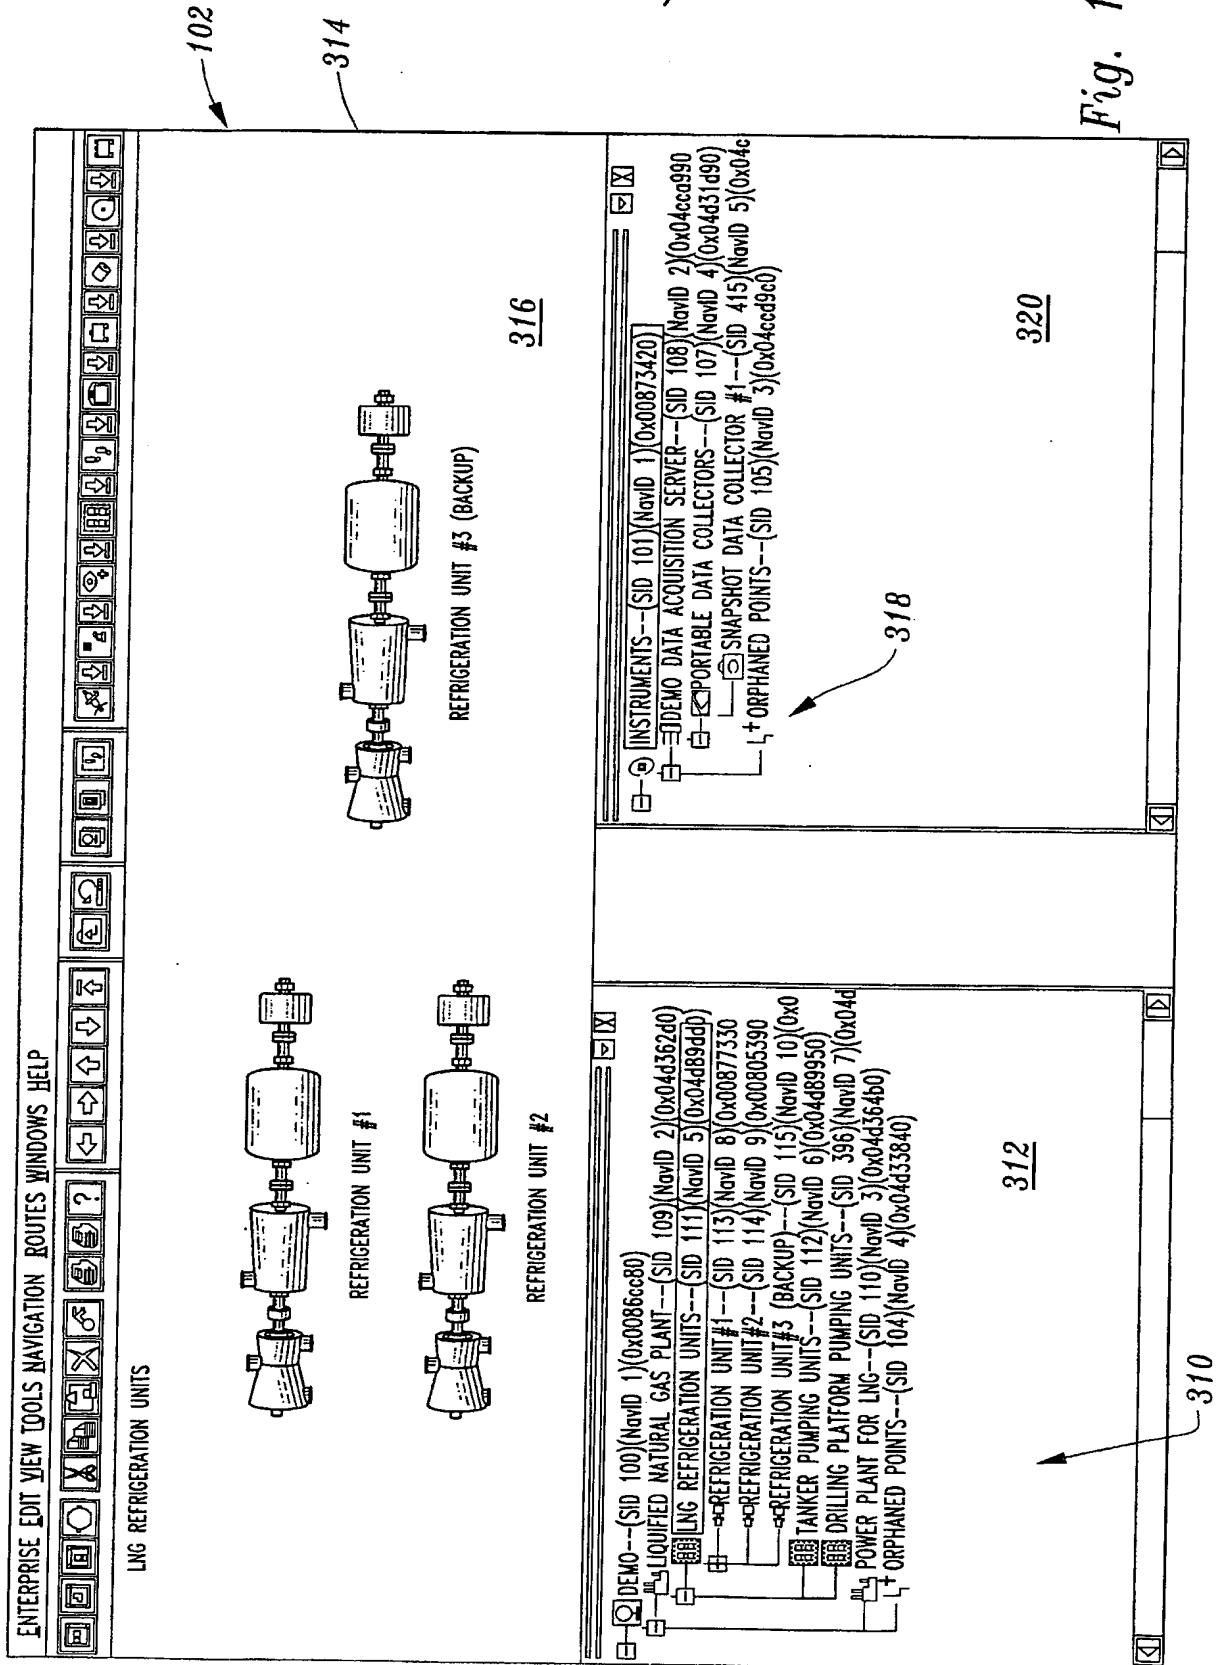 ENTERPRISE EDIT VIEW TOOLS NAVIGATION ROUTES WINDOWS HELP
?
LNG REFRIGERATION UNITS
102
314
REFRIGERATION UNIT #1
REFRIGERATION UNIT #2
REFRIGERATION UNIT #3 (BACKUP)
316
DEMO---(SID 100)(NavID 1)(0x0086cc80)
LIQUIFIED NATURAL GAS PLANT---(SID 109)(NavID 2)(0x04d362d0)
LNG REFRIGERATION UNITS---(SID 111)(NavID 5)(0x04d89dd0)
REFRIGERATION UNIT#1---(SID 113)(NavID 8)(0x00877330
REFRIGERATION UNIT#2---(SID 114)(NavID 9)(0x00805390
REFRIGERATION UNIT#3 (BACKUP)---(SID 115)(NavID 10)(0x0
TANKER PUMPING UNITS---(SID 112)(NavID 6)(0x04d89950)
DRILLING PLATFORM PUMPING UNITS---(SID 396)(NavID 7)(0x04d
POWER PLANT FOR LNG---(SID 110)(NavID 3)(0x04d364b0)
ORPHANED POINTS---(SID 104)(NavID 4)(0x04d33840)
312
310
X
INSTRUMENTS---(SID 101)(NavID 1)(0x00873420)
DEMO DATA ACQUISITION SERVER---(SID 108)(NavID 2)(0x04cca990
PORTABLE DATA COLLECTORS---(SID 107)(NavID 4)(0x04d31d90)
SNAPSHOT DATA COLLECTOR #1---(SID 415)(NavID 5)(0x04c
ORPHANED POINTS---(SID 105)(NavID 3)(0x04ccd9c0)
X
318
320
Fig. 1